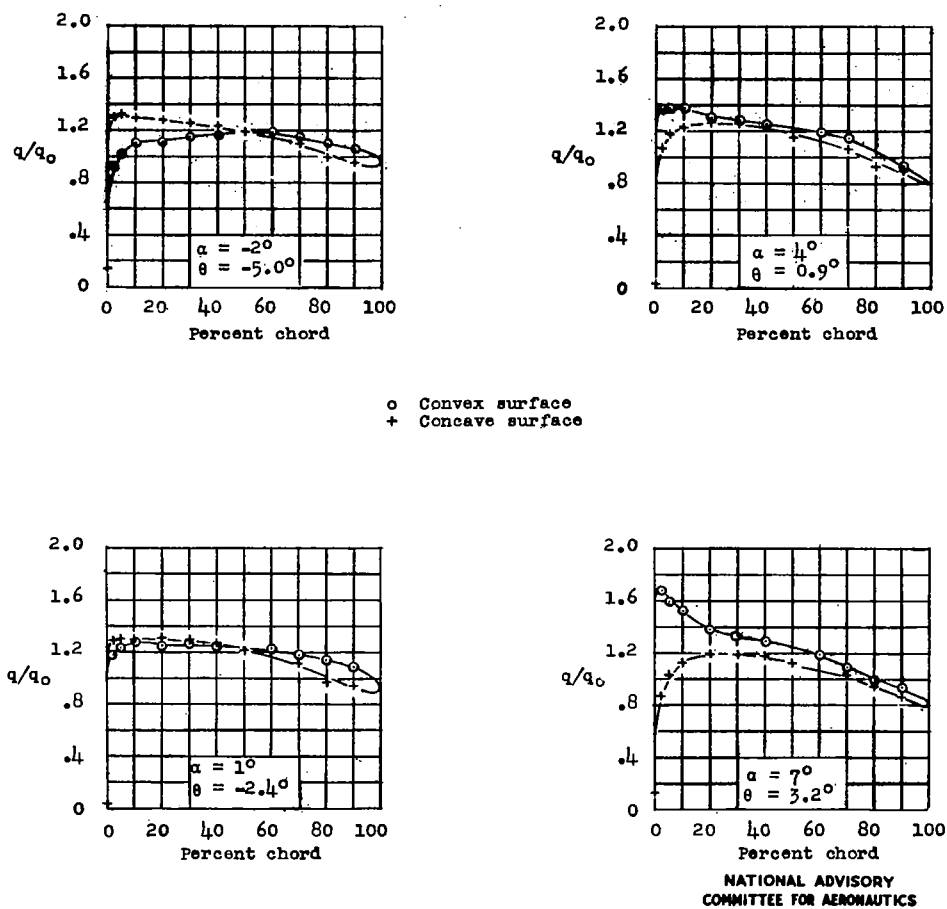 2.0
1.6
1.2
q/q₀
.8
.4
0
α = -2°
θ = -5.0°
0 20 40 60 80 100
Percent chord
2.0
1.6
1.2
q/q₀
.8
.4
0
α = 4°
θ = 0.9°
0 20 40 60 80 100
Percent chord
o Convex surface
+ Concave surface
2.0
1.6
1.2
q/q₀
.8
.4
0
α = 1°
θ = -2.4°
0 20 40 60 80 100
Percent chord
2.0
1.6
1.2
q/q₀
.8
.4
0
α = 7°
θ = 3.2°
0 20 40 60 80 100
Percent chord
NATIONAL ADVISORY
COMMITTEE FOR AERONAUTICS